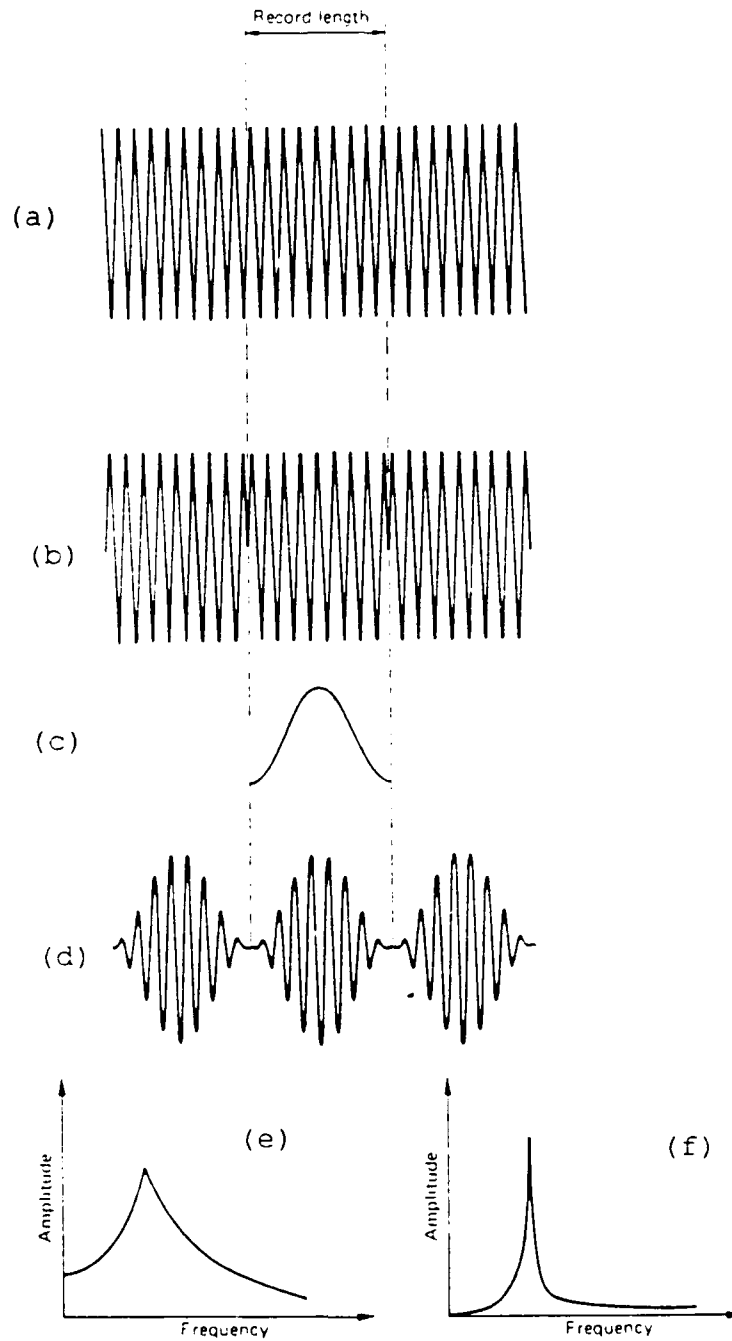 Record length
(a)
(b)
(c)
(d)
(e)
(f)
Amplitude
Amplitude
Frequency
Frequency